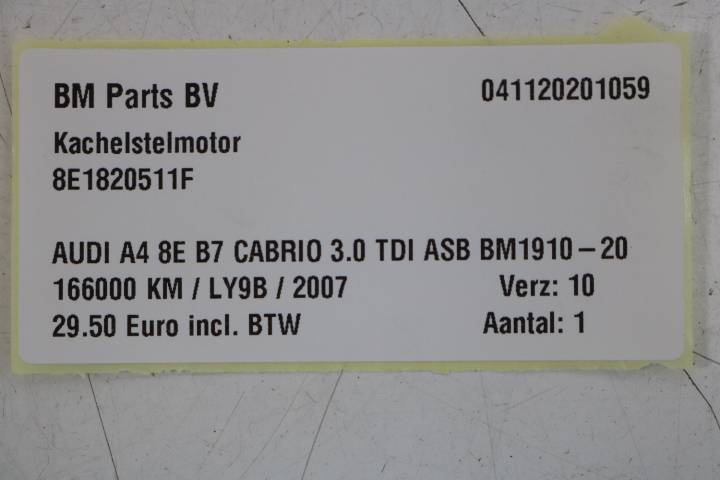 BM Parts BV 041120201059
Kachelstelmotor
8E1820511F
AUDI A4 8E B7 CABRIO 3.0 TDI ASB BM1910-20
166000 KM / LY9B / 2007 Verz: 10
29.50 Euro incl. BTW Aantal: 1